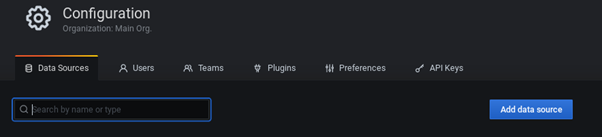 Configuration
Organization: Main Org.
Data Sources Users Teams Plugins Preferences API Keys
Search by name or type Add data source